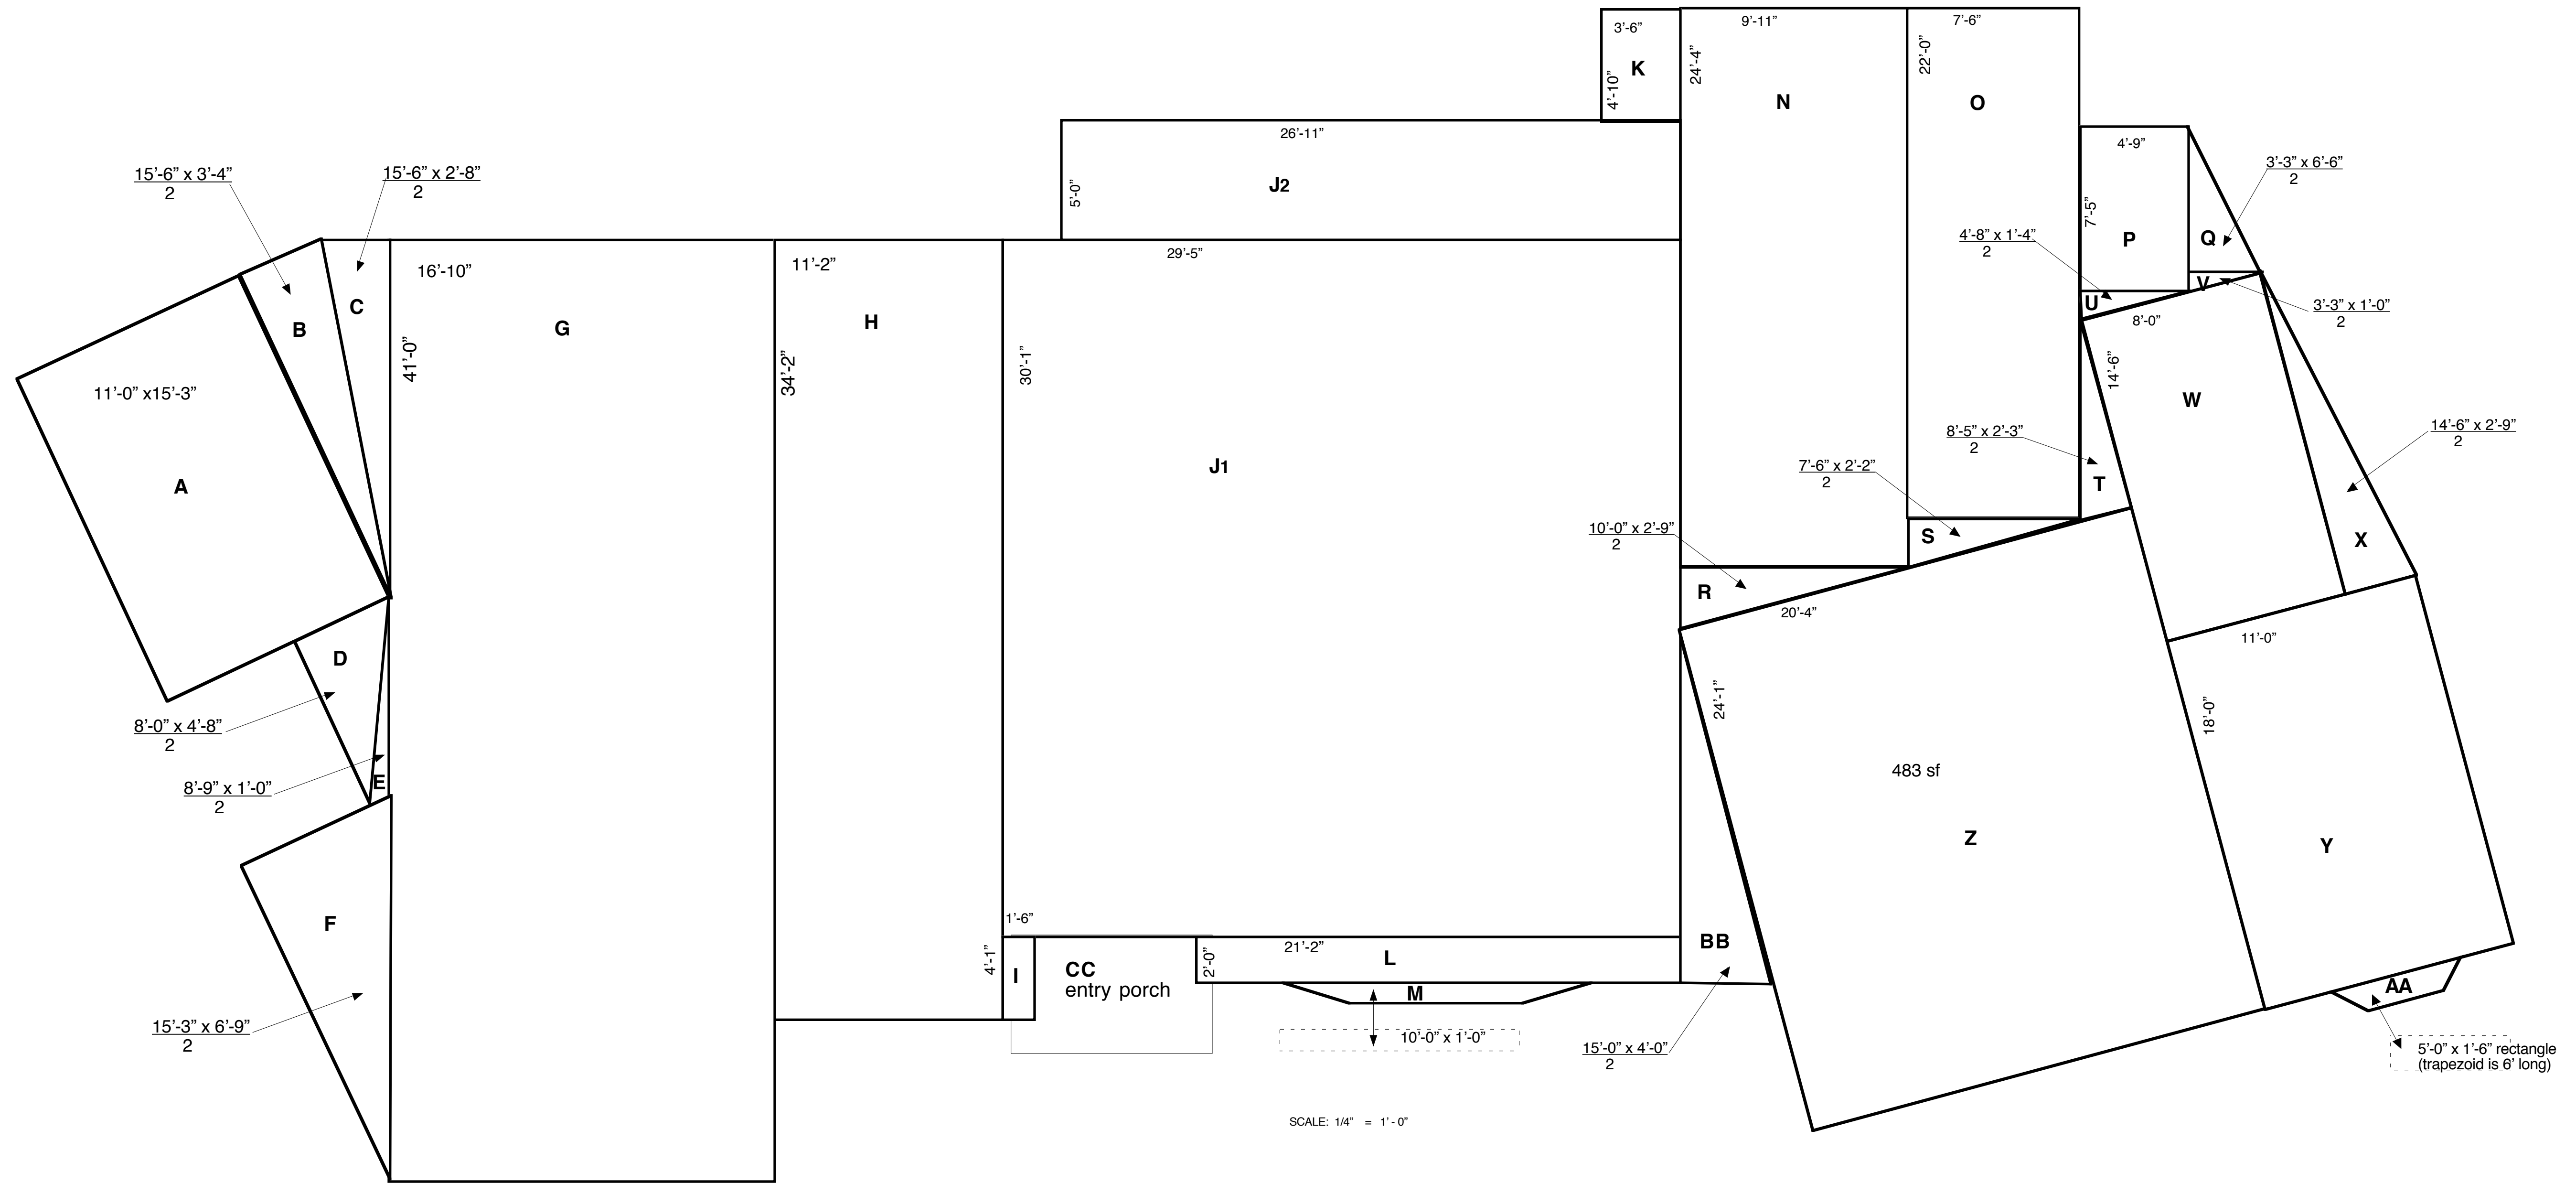 3’-6”
K
4’-10”
9’-11”
24’-4”
N
7’-6”
22’-0”
O
26’-11”
5’-0”
J2
4’-9”
7’-5”
P
3’-3” x 6’-6”
2
Q
4’-8” x 1’-4”
2
U
V
3’-3” x 1’-0”
2
15’-6” x 3’-4”
2
15’-6” x 2’-8”
2
B
C
11’-0” x15’-3”
A
16’-10”
41’-0”
G
11’-2”
34’-2”
H
29’-5”
30’-1”
J1
8’-0”
14’-6”
W
8’-5” x 2’-3”
2
T
14’-6” x 2’-9”
2
X
7’-6” x 2’-2”
2
S
10’-0” x 2’-9”
2
R
20’-4”
24’-1”
483 sf
Z
11’-0”
18’-0”
Y
D
8’-0” x 4’-8”
2
E
8’-9” x 1’-0”
2
F
15’-3” x 6’-9”
2
1’-6”
4’-1”
I
CC
entry porch
2’-0”
21’-2”
L
M
10’-0” x 1’-0”
BB
15’-0” x 4’-0”
2
AA
5’-0” x 1’-6” rectangle
(trapezoid is 6’ long)
SCALE: 1/4” = 1’ - 0”